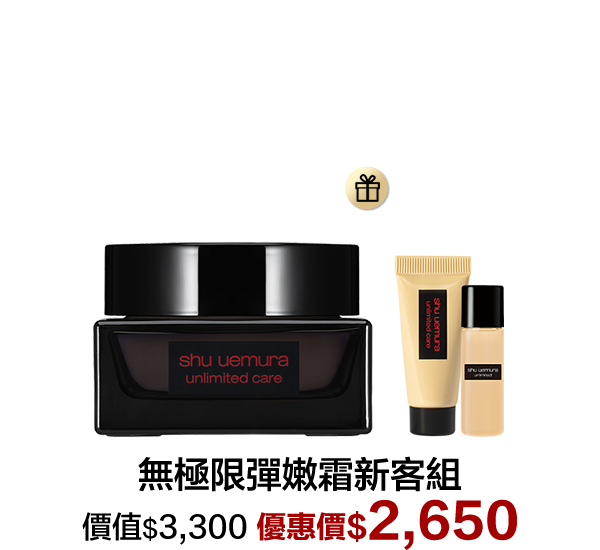 shu uemura
unlimited care
shu uemura
unlimited care
shu uemura
unlimited
無極限彈嫩霜新客組
價值$3,300 優惠價$2,650